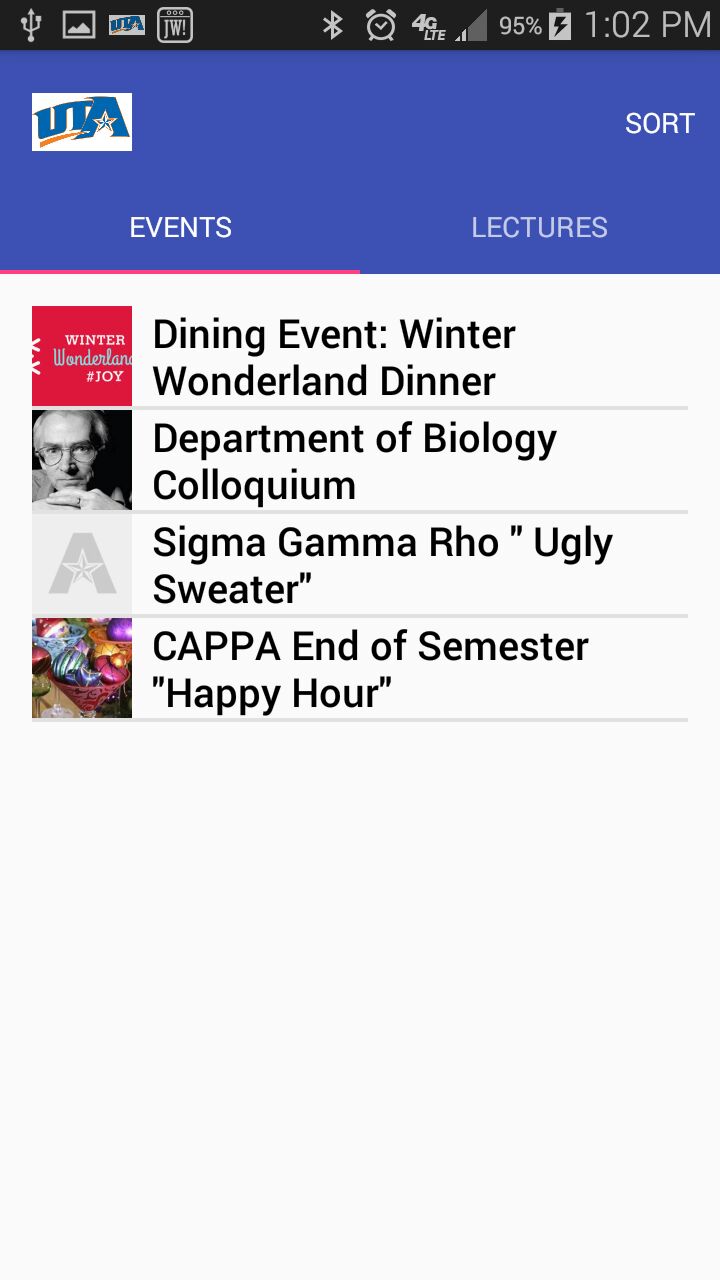 UTA JW! 4G LTE 95% 1:02 PM
UTA
SORT
EVENTS LECTURES
WINTER
Wonderland
#JOY
Dining Event: Winter
Wonderland Dinner
Department of Biology
Colloquium
A
Sigma Gamma Rho " Ugly
Sweater"
CAPPA End of Semester
"Happy Hour"